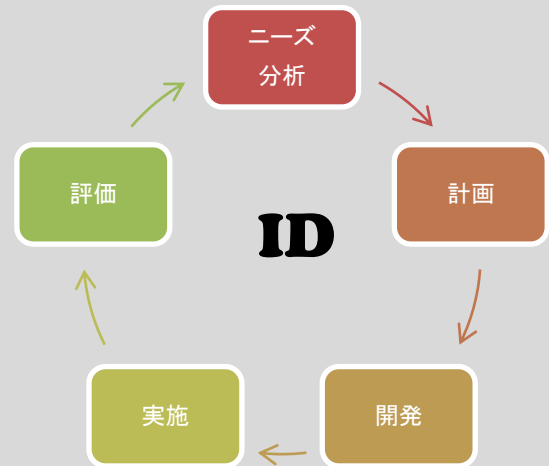 ニーズ
分析
計画
開発
実施
評価
ID